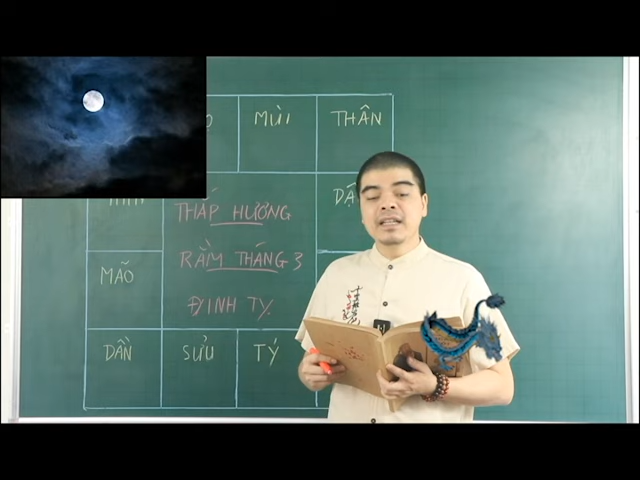 MÙI
THÂN
THẮP HƯƠNG
RẰM THÁNG 3
ĐINH TỴ
MÃO
DẦN
SỬU
TÝ